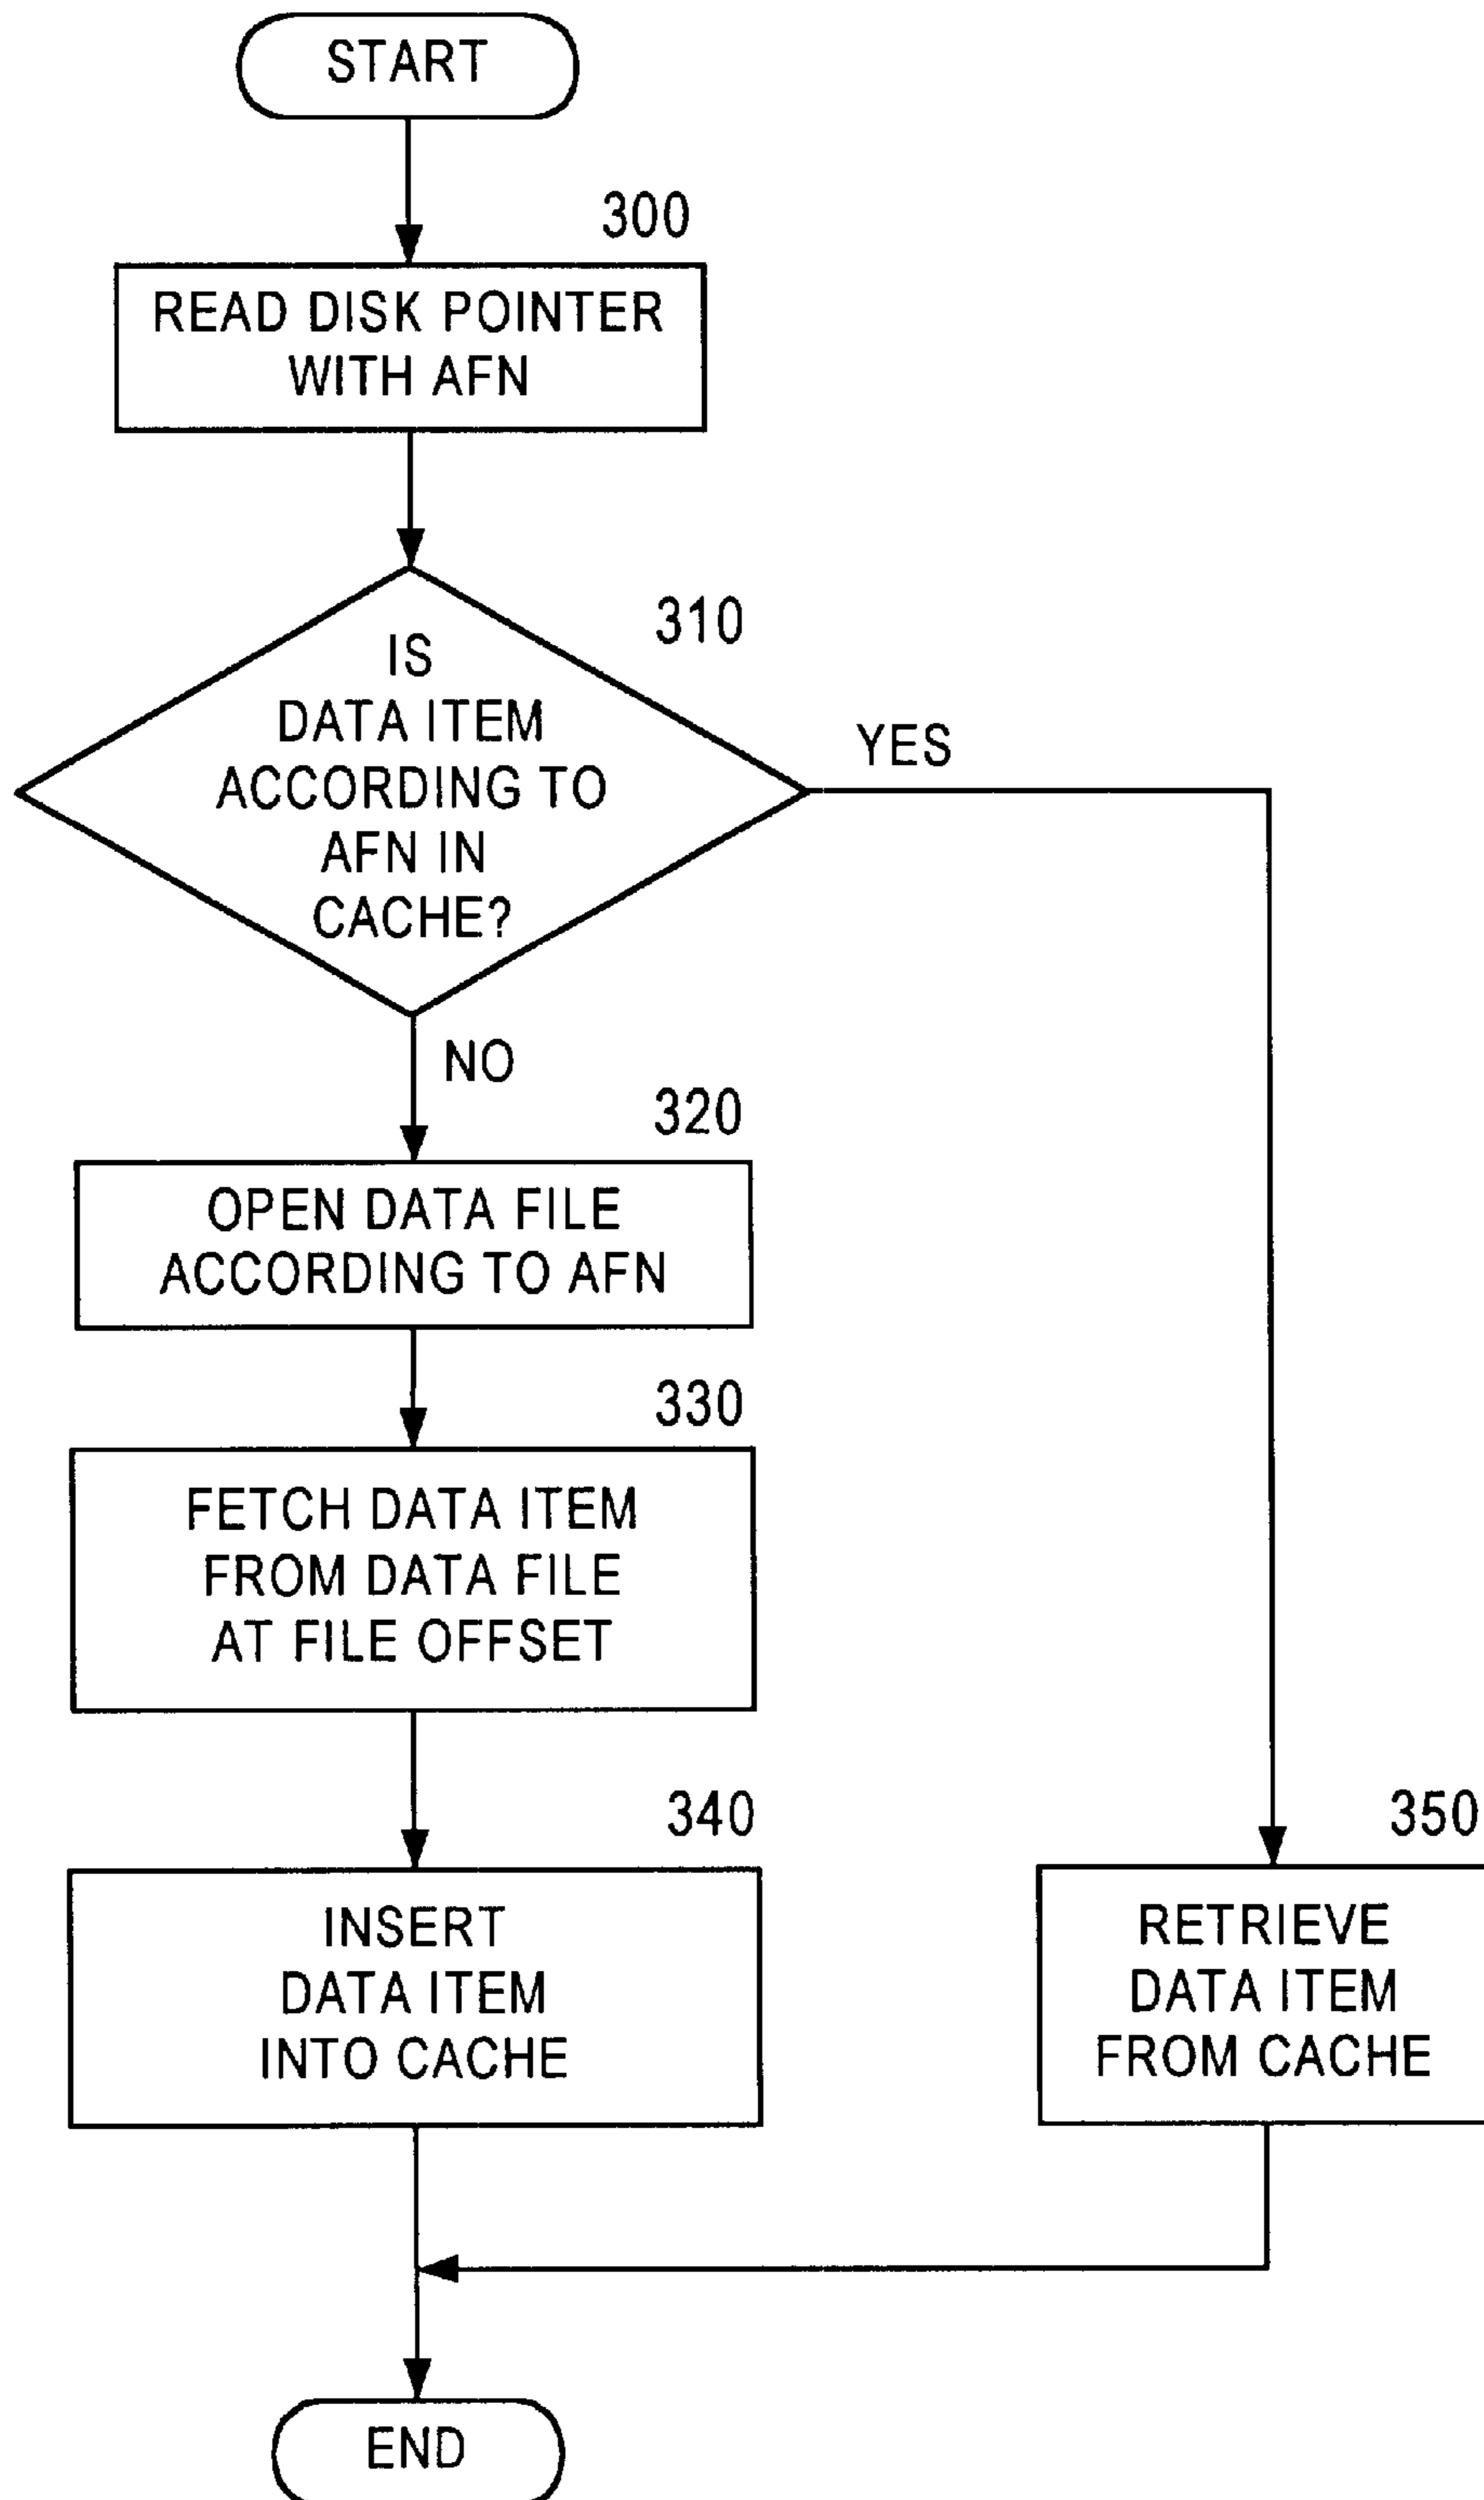 START
300
READ DISK POINTER
WITH AFN
310
IS
DATA ITEM
ACCORDING TO
AFN IN
CACHE?
YES
NO
320
OPEN DATA FILE
ACCORDING TO AFN
330
FETCH DATA ITEM
FROM DATA FILE
AT FILE OFFSET
340
INSERT
DATA ITEM
INTO CACHE
350
RETRIEVE
DATA ITEM
FROM CACHE
END